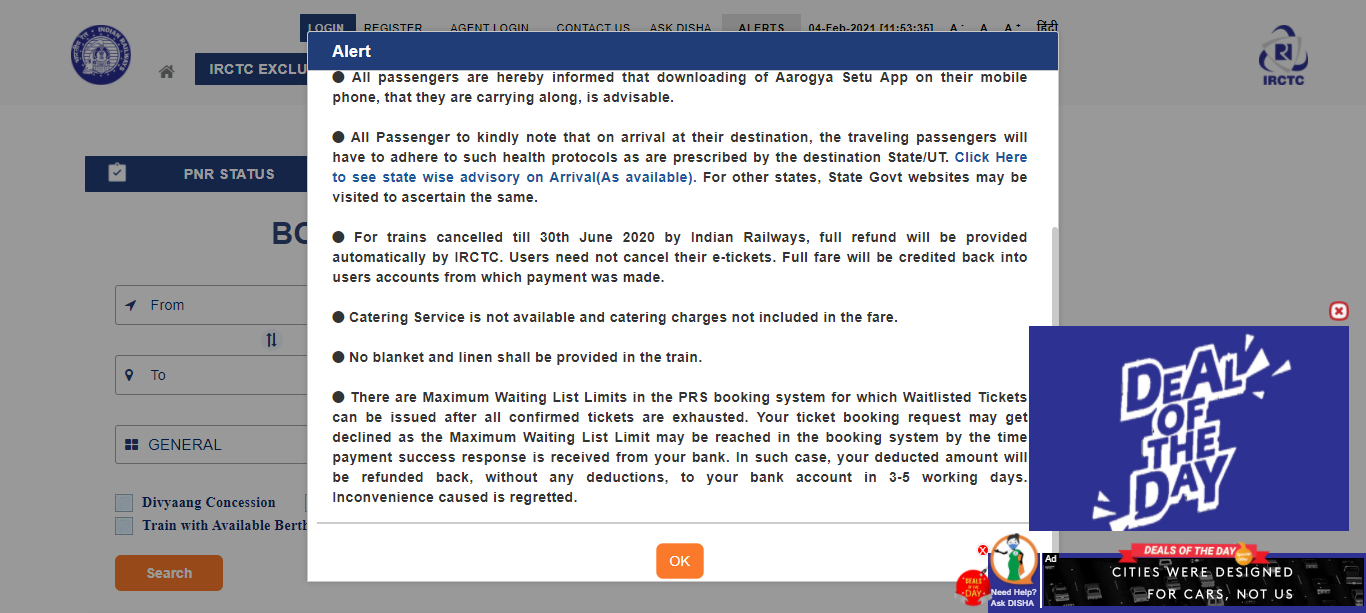 LOGIN REGISTER AGENT LOGIN CONTACT US ASK DISHA ALERTS 04-Feb-2021 [11:53:35] A - A A + हिंदी
IRCTC EXCLU
IRCTC
Alert
● All passengers are hereby informed that downloading of Aarogya Setu App on their mobile
phone, that they are carrying along, is advisable.
● All Passenger to kindly note that on arrival at their destination, the traveling passengers will
have to adhere to such health protocols as are prescribed by the destination State/UT. Click Here
to see state wise advisory on Arrival(As available). For other states, State Govt websites may be
visited to ascertain the same.
● For trains cancelled till 30th June 2020 by Indian Railways, full refund will be provided
automatically by IRCTC. Users need not cancel their e-tickets. Full fare will be credited back into
users accounts from which payment was made.
● Catering Service is not available and catering charges not included in the fare.
● No blanket and linen shall be provided in the train.
● There are Maximum Waiting List Limits in the PRS booking system for which Waitlisted Tickets
can be issued after all confirmed tickets are exhausted. Your ticket booking request may get
declined as the Maximum Waiting List Limit may be reached in the booking system by the time
payment success response is received from your bank. In such case, your deducted amount will
be refunded back, without any deductions, to your bank account in 3-5 working days.
Inconvenience caused is regretted.
OK
PNR STATUS
BO
From
To
GENERAL
Divyaang Concession
Train with Available Berth
Search
DEAL
OF
THE
DAY
DEALS
OF THE
DAY
Need Help?
Ask DISHA
Ad
DEALS OF THE DAY
CITIES WERE DESIGNED
FOR CARS, NOT US